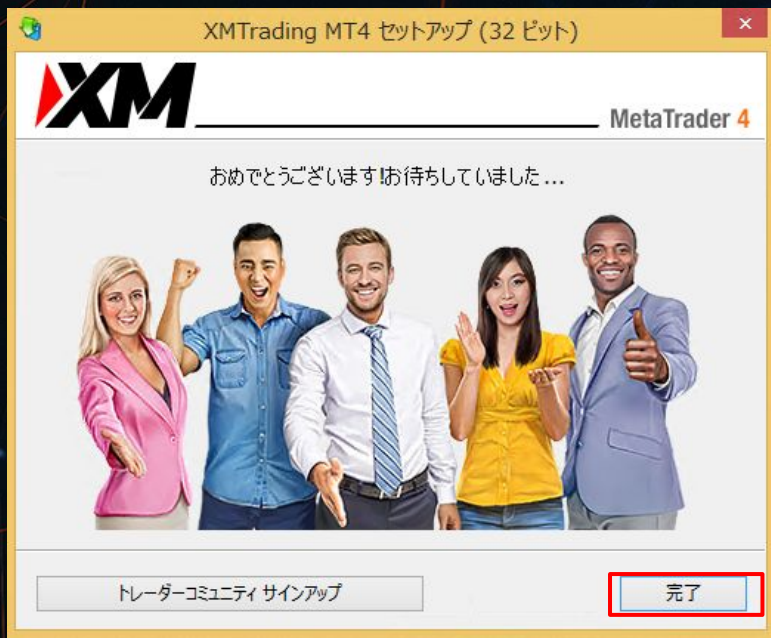 XMTrading MT4 セットアップ (32 ビット)
XM
MetaTrader 4
おめでとうございます!お待ちしていました...
トレーダーコミュニティ サインアップ
完了